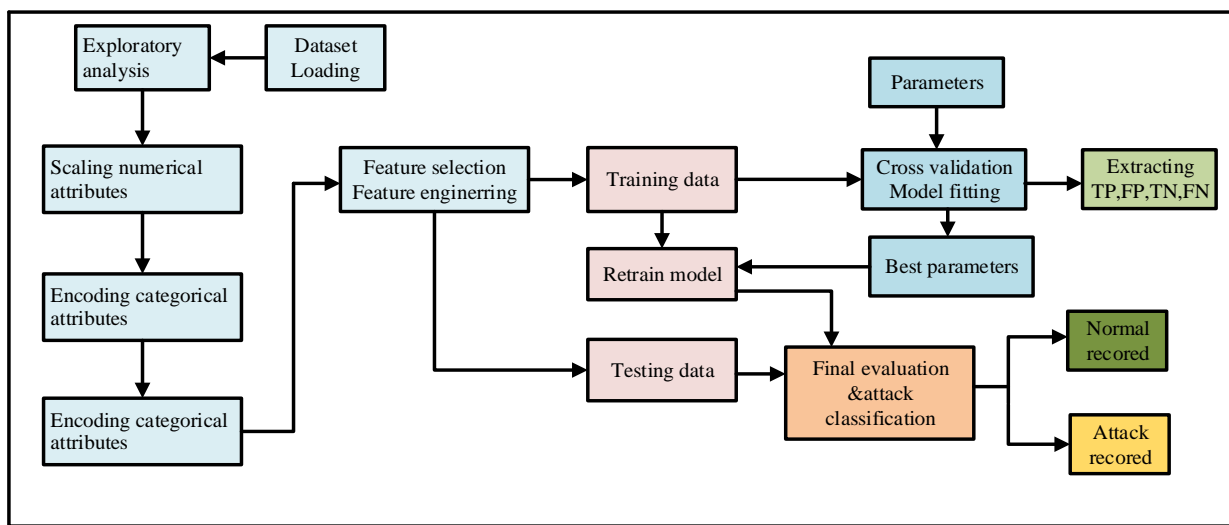 Exploratory
analysis
Dataset
Loading
Parameters
Scaling numerical
attributes
Feature selection
Feature enginerring
Training data
Cross validation
Model fitting
Extracting
TP,FP,TN,FN
Retrain model
Best parameters
Encoding categorical
attributes
Normal
recored
Testing data
Final evaluation
&attack
classification
Encoding categorical
attributes
Attack
recored